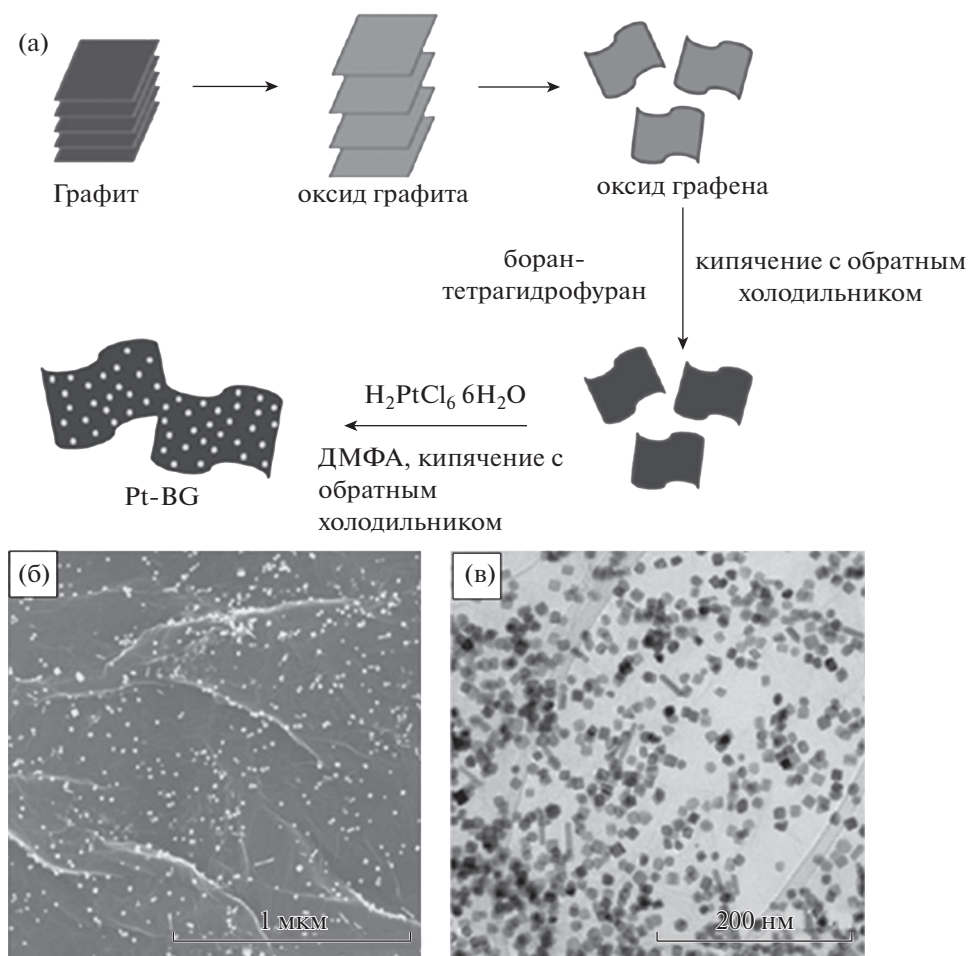 (а)
Графит
оксид графита
оксид графена
боран-
тетрагидрофуран
кипячение с обратным
холодильником
H₂PtCl₆ 6H₂O
ДМФА, кипячение с
обратным
холодильником
Pt-BG
(б)
(в)
1 мкм
200 нм